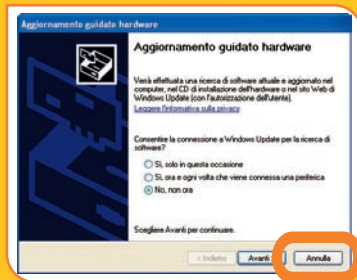 Aggiornamento guidato hardware
Aggiornamento guidato hardware
Verrà effettuata una ricerca di software attuale e aggiornato nel
computer, nel CD di installazione dell'hardware o nel sito Web di
Windows Update (con l'autorizzazione dell'utente).
Leggere l'informativa sulla privacy
Consentire la connessione a Windows Update per la ricerca di
software?
Sì, solo in questa occasione
Sì, ora e ogni volta che viene connessa una periferica
No, non ora
Scegliere Avanti per continuare.
< Indietro Avanti > Annulla